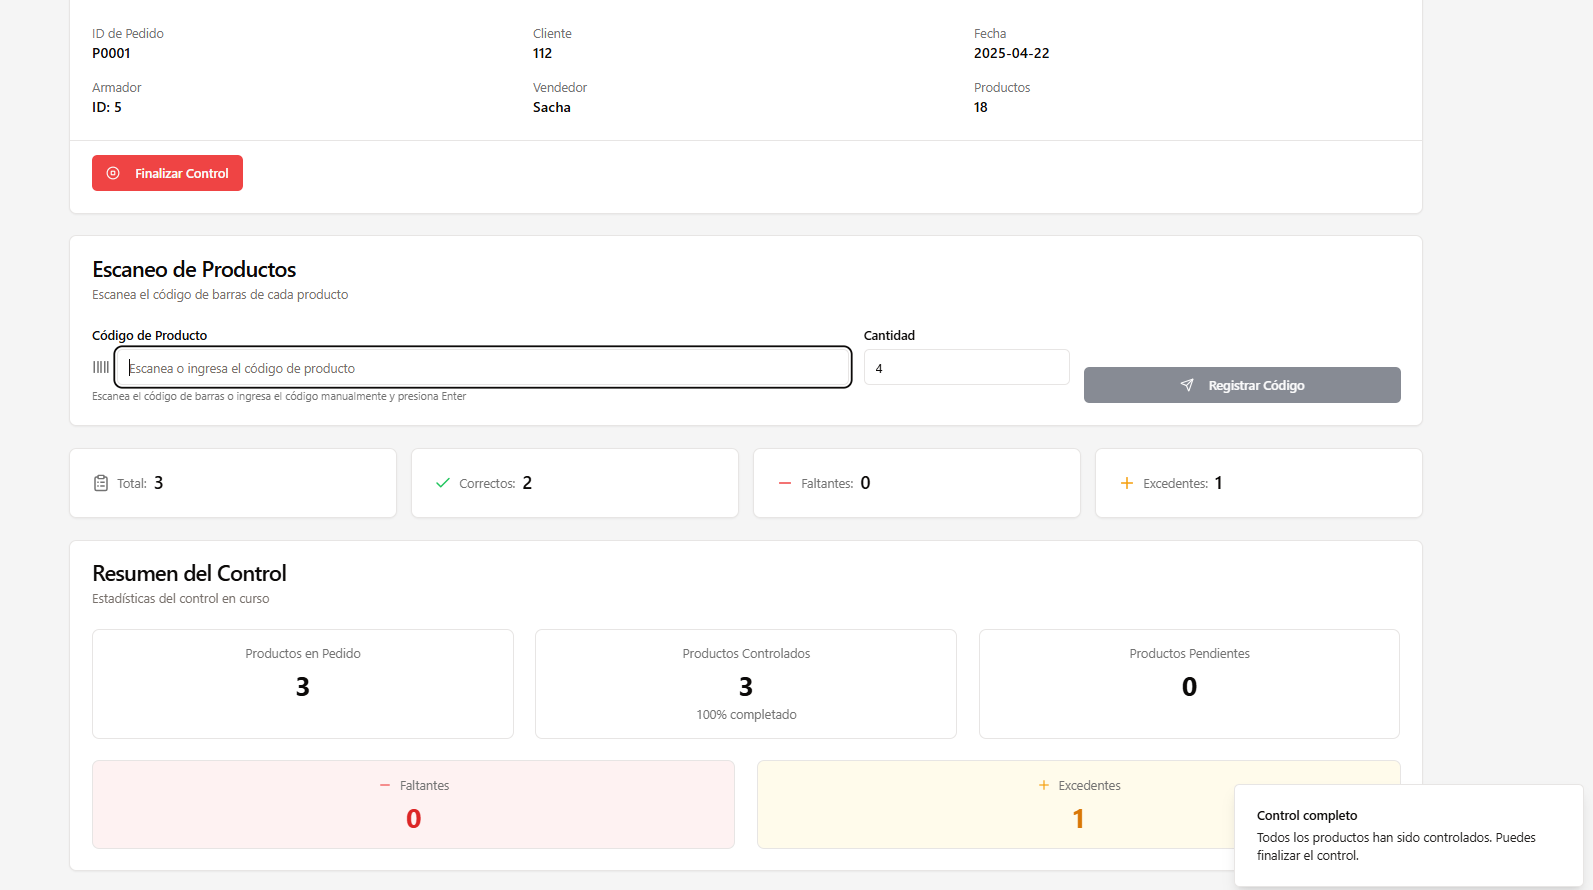 ID de Pedido
P0001
Cliente
112
Fecha
2025-04-22
Armador
ID: 5
Vendedor
Sacha
Productos
18
Finalizar Control
Escaneo de Productos
Escanea el código de barras de cada producto
Código de Producto
Escanea o ingresa el código de producto
Escanea el código de barras o ingresa el código manualmente y presiona Enter
Cantidad
4
Registrar Código
Total: 3
Correctos: 2
Faltantes: 0
Excedentes: 1
Resumen del Control
Estadísticas del control en curso
Productos en Pedido
3
Productos Controlados
3
100% completado
Productos Pendientes
0
Faltantes
0
Excedentes
1
Control completo
Todos los productos han sido controlados. Puedes
finalizar el control.